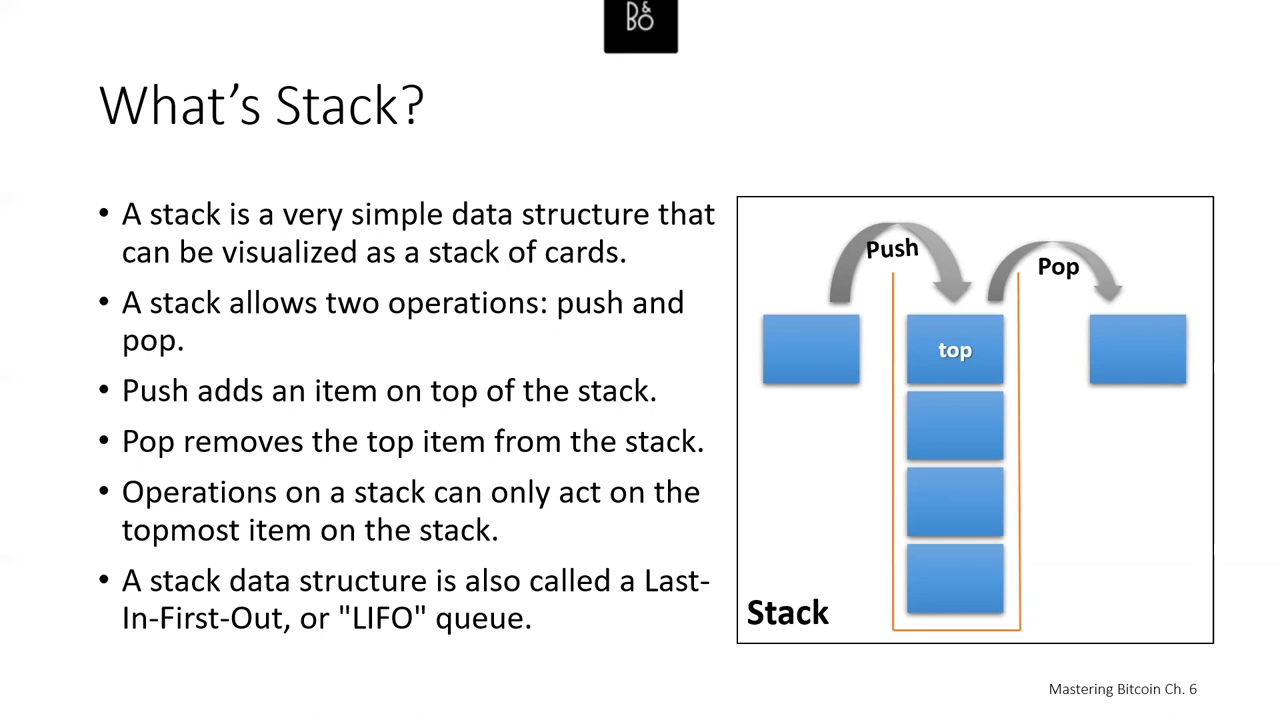 D&
BO
What’s Stack?
• A stack is a very simple data structure that
can be visualized as a stack of cards.
• A stack allows two operations: push and
pop.
• Push adds an item on top of the stack.
• Pop removes the top item from the stack.
• Operations on a stack can only act on the
topmost item on the stack.
• A stack data structure is also called a Last-
In-First-Out, or "LIFO" queue.
Push
Pop
top
Stack
Mastering Bitcoin Ch. 6